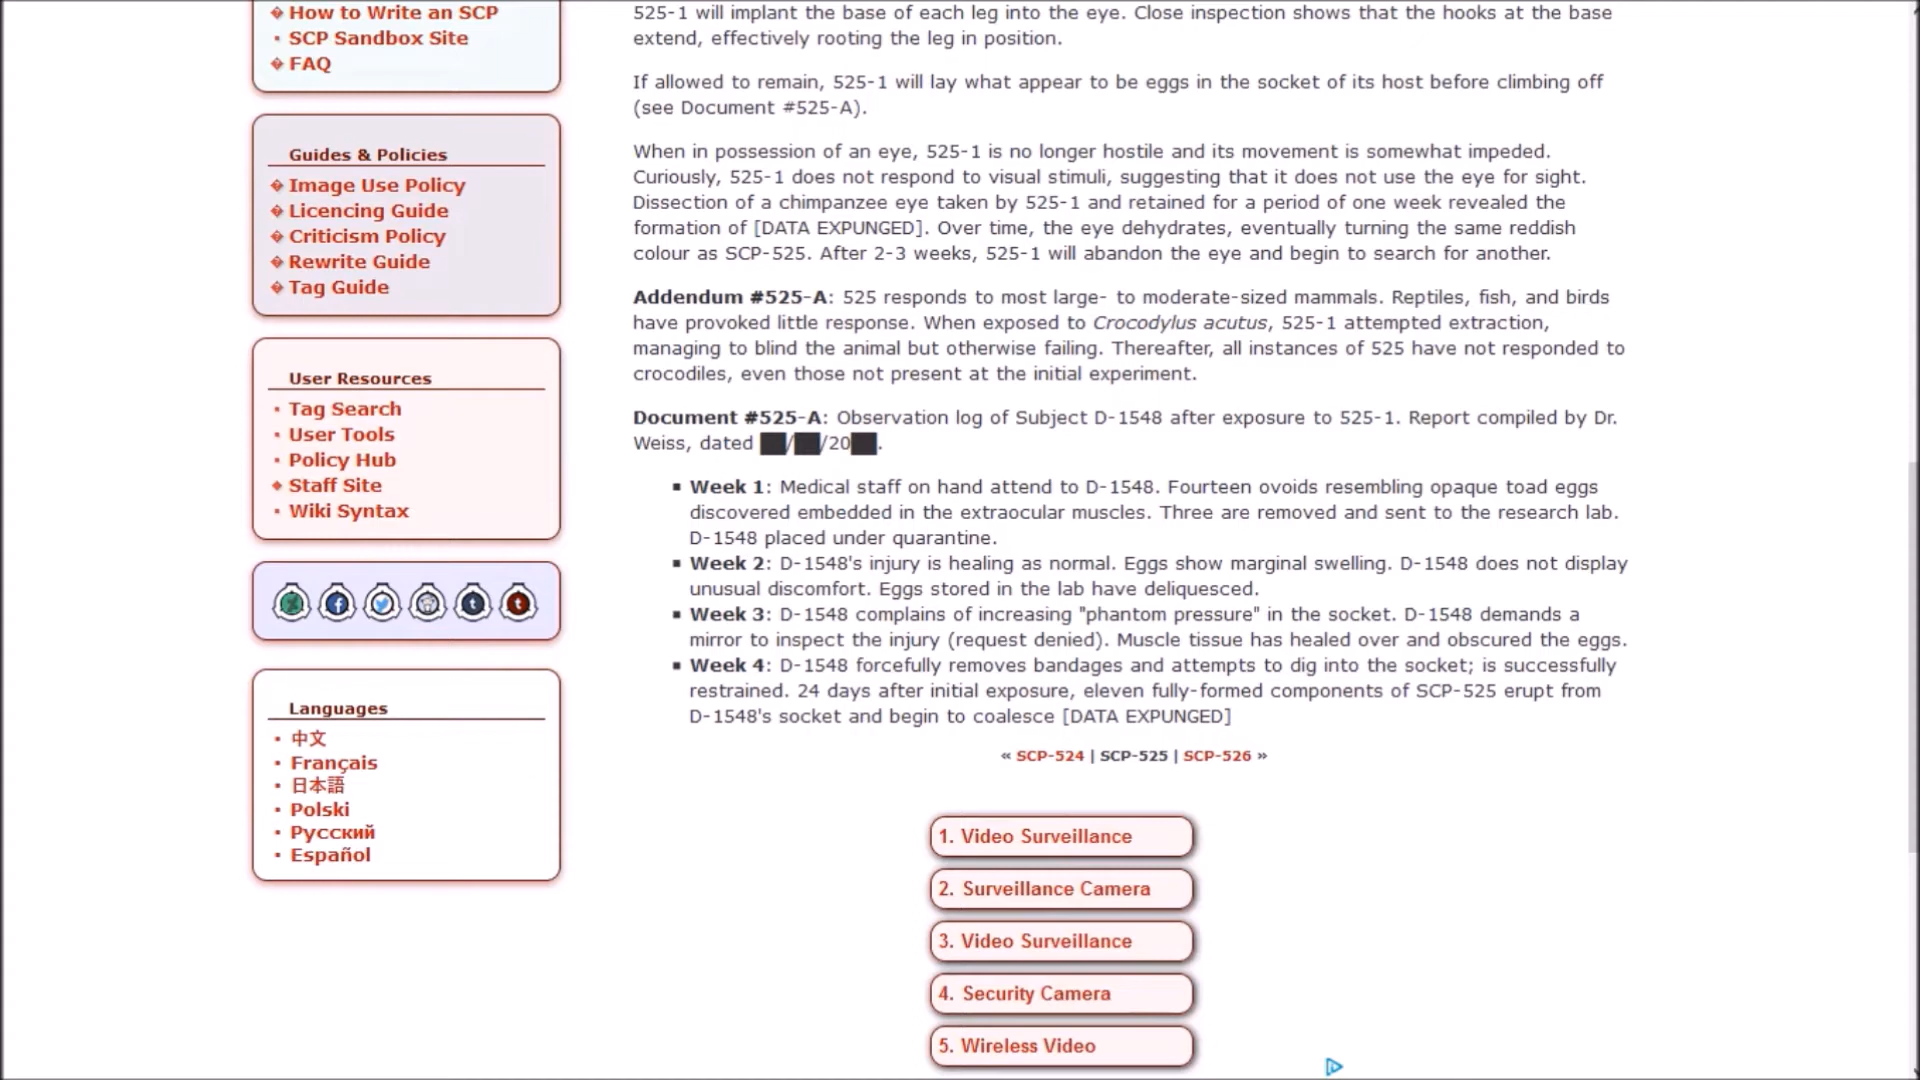 How to Write an SCP
SCP Sandbox Site
FAQ
Guides & Policies
Image Use Policy
Licencing Guide
Criticism Policy
Rewrite Guide
Tag Guide
User Resources
Tag Search
User Tools
Policy Hub
Staff Site
Wiki Syntax
Languages
中文
Français
日本語
Polski
Русский
Español
525-1 will implant the base of each leg into the eye. Close inspection shows that the hooks at the base
extend, effectively rooting the leg in position.
If allowed to remain, 525-1 will lay what appear to be eggs in the socket of its host before climbing off
(see Document #525-A).
When in possession of an eye, 525-1 is no longer hostile and its movement is somewhat impeded.
Curiously, 525-1 does not respond to visual stimuli, suggesting that it does not use the eye for sight.
Dissection of a chimpanzee eye taken by 525-1 and retained for a period of one week revealed the
formation of [DATA EXPUNGED]. Over time, the eye dehydrates, eventually turning the same reddish
colour as SCP-525. After 2-3 weeks, 525-1 will abandon the eye and begin to search for another.
Addendum #525-A: 525 responds to most large- to moderate-sized mammals. Reptiles, fish, and birds
have provoked little response. When exposed to Crocodylus acutus, 525-1 attempted extraction,
managing to blind the animal but otherwise failing. Thereafter, all instances of 525 have not responded to
crocodiles, even those not present at the initial experiment.
Document #525-A: Observation log of Subject D-1548 after exposure to 525-1. Report compiled by Dr.
Weiss, dated ██/██/20██.
Week 1: Medical staff on hand attend to D-1548. Fourteen ovoids resembling opaque toad eggs
discovered embedded in the extraocular muscles. Three are removed and sent to the research lab.
D-1548 placed under quarantine.
Week 2: D-1548's injury is healing as normal. Eggs show marginal swelling. D-1548 does not display
unusual discomfort. Eggs stored in the lab have deliquesced.
Week 3: D-1548 complains of increasing "phantom pressure" in the socket. D-1548 demands a
mirror to inspect the injury (request denied). Muscle tissue has healed over and obscured the eggs.
Week 4: D-1548 forcefully removes bandages and attempts to dig into the socket; is successfully
restrained. 24 days after initial exposure, eleven fully-formed components of SCP-525 erupt from
D-1548's socket and begin to coalesce [DATA EXPUNGED]
« SCP-524 | SCP-525 | SCP-526 »
1. Video Surveillance
2. Surveillance Camera
3. Video Surveillance
4. Security Camera
5. Wireless Video